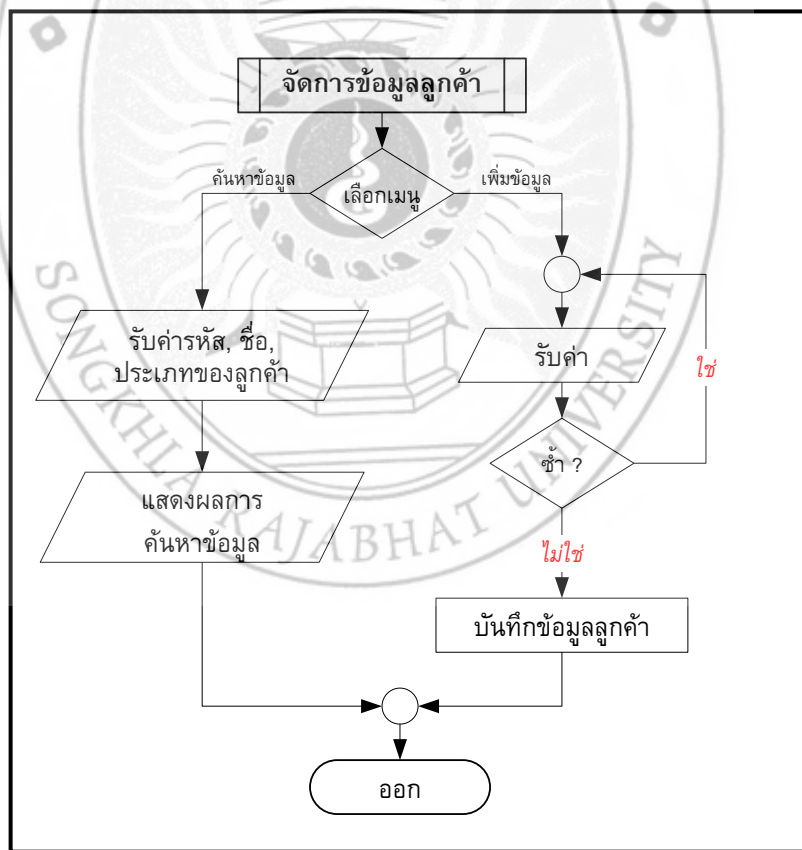 จัดการข้อมูลลูกค้า
ค้นหาข้อมูล
เลือกเมนู
เพิ่มข้อมูล
รับค่ารหัส, ชื่อ,
ประเภทของลูกค้า
รับค่า
ใช่
ซ้ำ ?
แสดงผลการ
ค้นหาข้อมูล
ไม่ใช่
บันทึกข้อมูลลูกค้า
ออก
SONGKHLA RAJABHAT UNIVERSITY